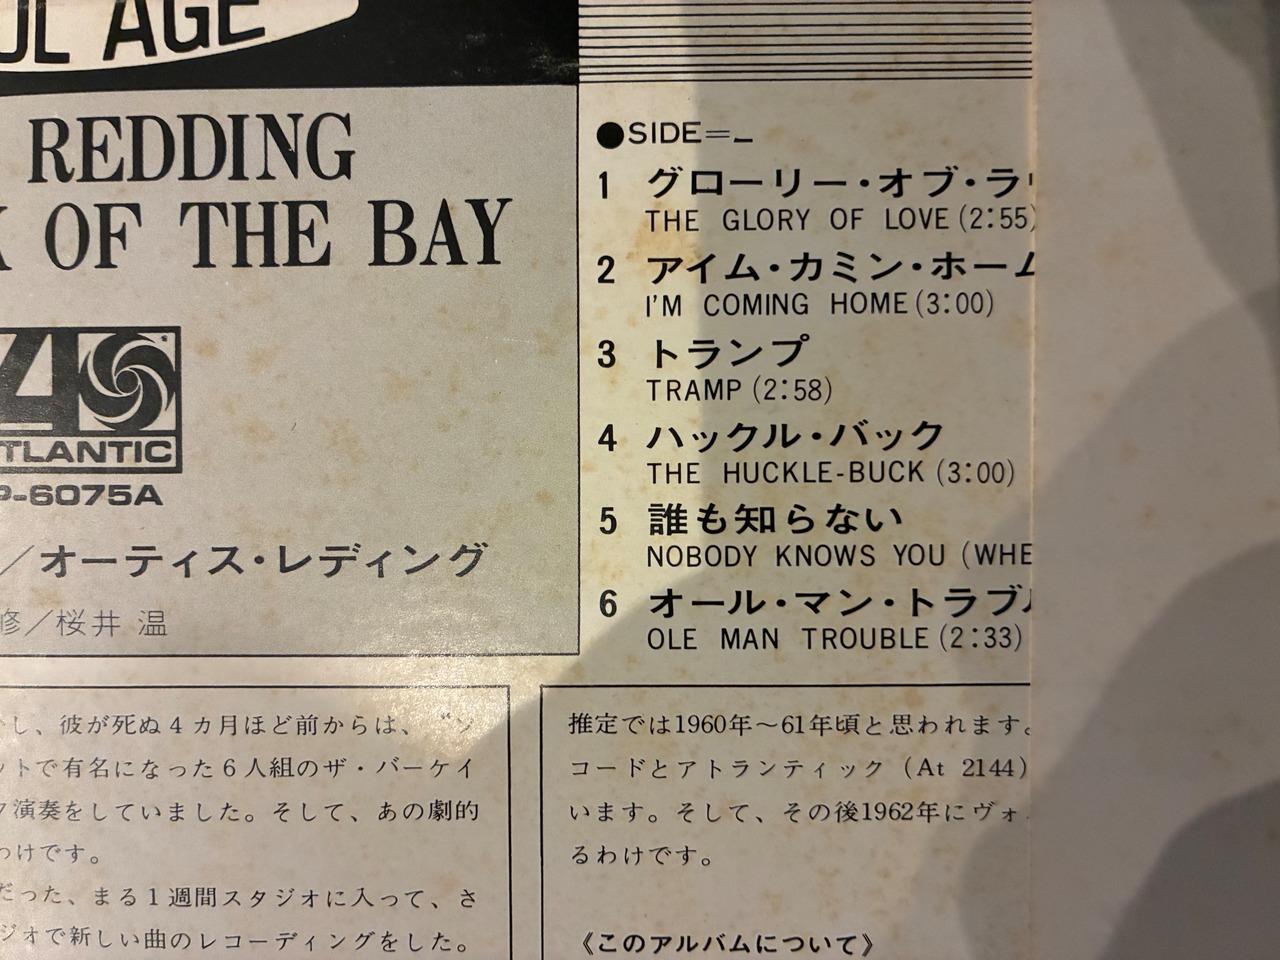 AGE
REDDING
OF THE BAY
ATLANTIC
P-6075A
／オーティス・レディング
修／桜井 温
●SIDE=_
1 グローリー・オブ・ラ
THE GLORY OF LOVE (2:55)
2 アイム・カミン・ホーム
I'M COMING HOME (3:00)
3 トランプ
TRAMP (2:58)
4 ハックル・バック
THE HUCKLE-BUCK (3:00)
5 誰も知らない
NOBODY KNOWS YOU (WHE
6 オール・マン・トラブル
OLE MAN TROUBLE (2:33)
し、彼が死ぬ4カ月ほど前からは、〝ソ
ットで有名になった6人組のザ・バーケイ
ク演奏をしていました。そして、あの劇的
わけです。
だった、まる1週間スタジオに入って、さ
ジオで新しい曲のレコーディングをした。
推定では1960年〜61年頃と思われます。
コードとアトランティック（At 2144）
います。そして、その後1962年にヴォ
るわけです。
《このアルバムについて》